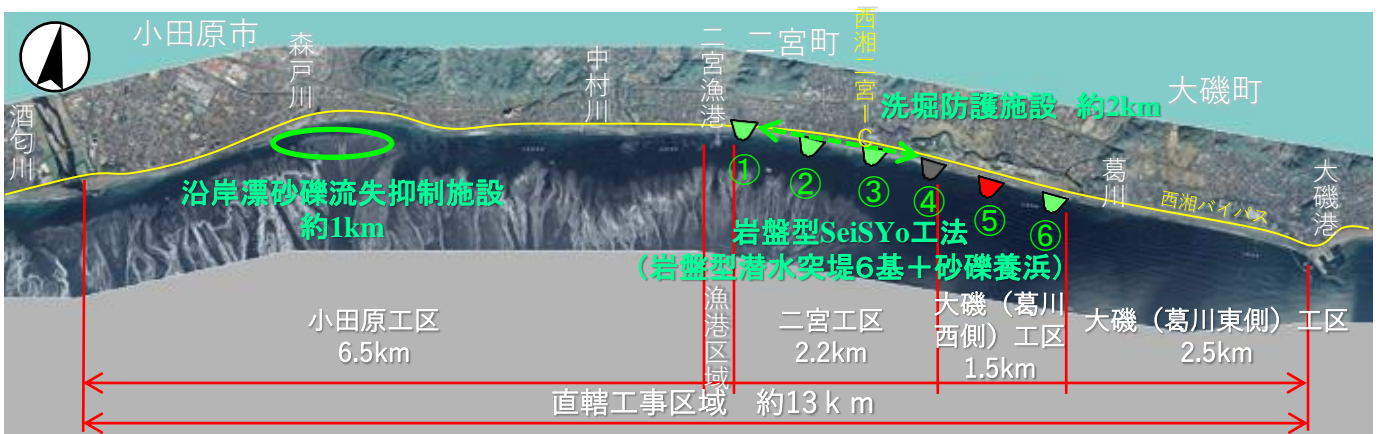 小田原市
森戸川
中村川
二宮漁港
二宮町
西湘二宮IC
大磯町
酒匂川
洗堀防護施設 約2km
葛川
大磯港
西湘バイパス
沿岸漂砂礫流失抑制施設
約1km
①
②
③
④
⑤
⑥
岩盤型SeiSYo工法
（岩盤型潜水突堤6基＋砂礫養浜）
漁港区域
小田原工区
6.5km
二宮工区
2.2km
大磯（葛川
西側）工区
1.5km
大磯（葛川東側）工区
2.5km
直轄工事区域 約13ｋｍ